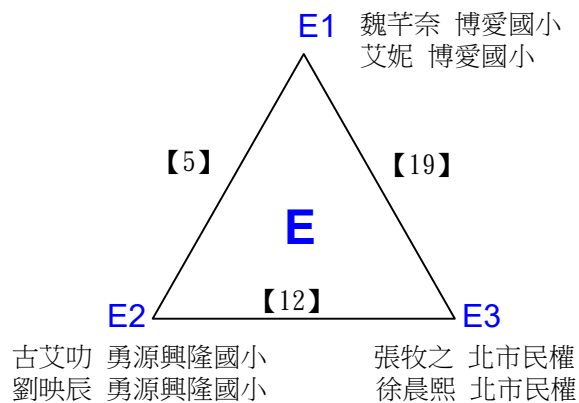 E1 魏芊奈 博愛國小
艾妮 博愛國小
【5】
【19】
E
【12】
E2
E3
古艾叻 勇源興隆國小
劉映辰 勇源興隆國小
張牧之 北市民權
徐晨熙 北市民權